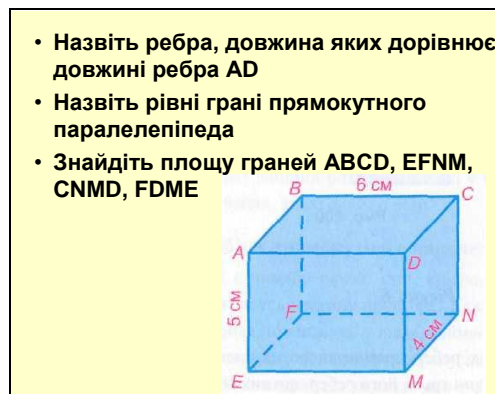 • Назвіть ребра, довжина яких дорівнює
довжині ребра AD
• Назвіть рівні грані прямокутного
паралелепіпеда
• Знайдіть площу граней ABCD, EFNM,
CNMD, FDME
B 6 см C
A D
5 см F 4 см N
E M